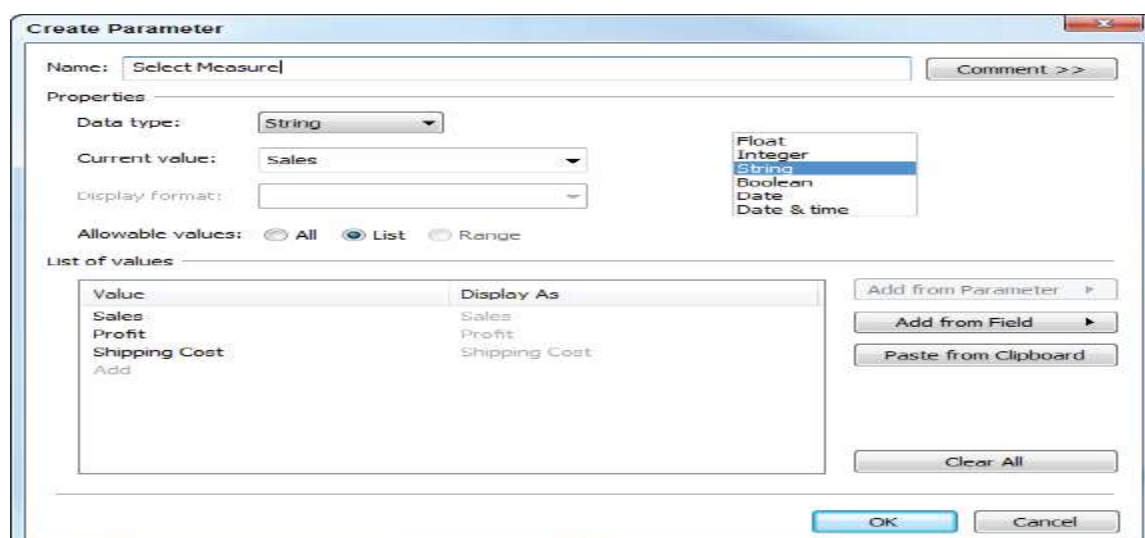 Create Parameter
Name: Select Measure
Comment >>
Properties
Data type: String
Current value: Sales
Display format:
Float
Integer
String
Boolean
Date
Date & time
Allowable values: All List Range
List of values
Value Display As
Sales Sales
Profit Profit
Shipping Cost Shipping Cost
Add
Add from Parameter
Add from Field
Paste from Clipboard
Clear All
OK Cancel